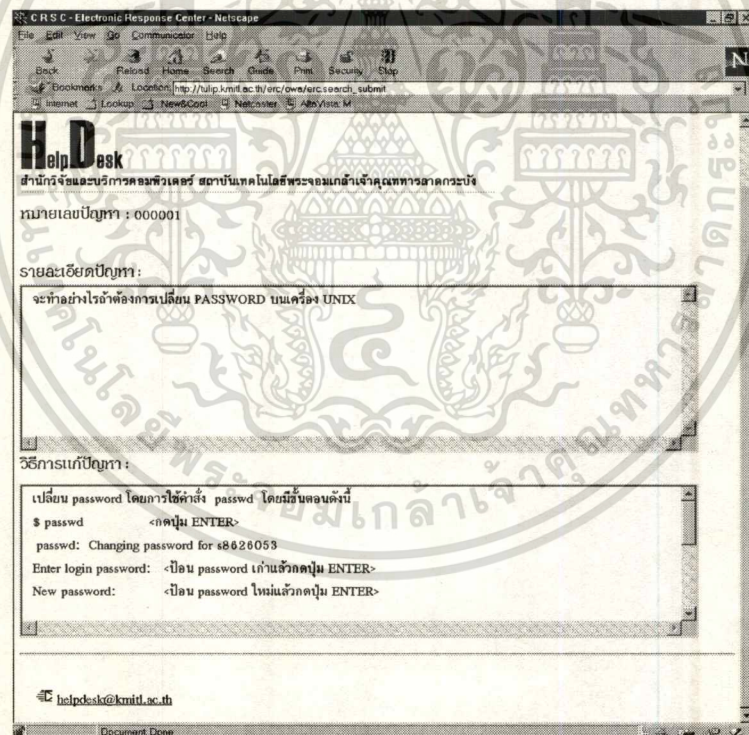 C R S C - Electronic Response Center - Netscape
File Edit View Go Communicator Help
Back Reload Home Search Guide Print Security Stop
Bookmarks Location: http://tulip.kmitl.ac.th/erc/owa/erc.search_submit
Internet Lookup New&Cool Netcaster AltaVista: M
Help Desk
สำนักวิจัยและบริการคอมพิวเตอร์ สถาบันเทคโนโลยีพระจอมเกล้าเจ้าคุณทหารลาดกระบัง
หมายเลขปัญหา : 000001
รายละเอียดปัญหา :
จะทำอย่างไรถ้าต้องการเปลี่ยน PASSWORD บนเครื่อง UNIX
วิธีการแก้ปัญหา :
เปลี่ยน password โดยการใช้คำสั่ง passwd โดยมีขั้นตอนดังนี้
$ passwd <กดปุ่ม ENTER>
passwd: Changing password for s8626053
Enter login password: <ป้อน password เก่าแล้วกดปุ่ม ENTER>
New password: <ป้อน password ใหม่แล้วกดปุ่ม ENTER>
helpdesk@kmitl.ac.th
Document Done